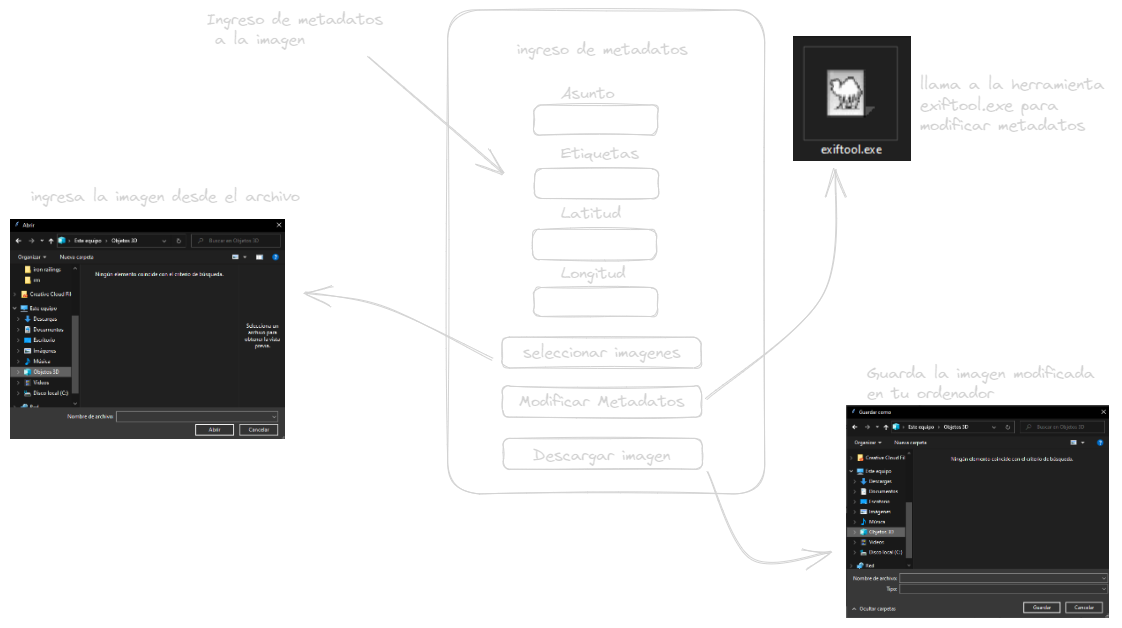 Ingreso de metadatos
a la imagen
ingreso de metadatos
Asunto
Etiquetas
Latitud
Longitud
seleccionar imagenes
Modificar Metadatos
Descargar imagen
exiftool.exe
llama a la herramienta
exiftool.exe para
modificar metadatos
ingresa la imagen desde el archivo
Abrir
Este equipo › Objetos 3D
Buscar en Objetos 3D
Organizar
Nueva carpeta
iron railings
Creative Cloud Fil
Este equipo
Descargas
Documentos
Escritorio
Imágenes
Música
Objetos 3D
Vídeos
Disco local (C:)
Red
Ningún elemento coincide con el criterio de búsqueda.
Selecciona un
archivo para
obtener la vista
previa.
Nombre de archivo:
Abrir
Cancelar
Guarda la imagen modificada
en tu ordenador
Guardar como
Este equipo › Objetos 3D
Buscar en Objetos 3D
Organizar
Nueva carpeta
Creative Cloud Fil
Este equipo
Descargas
Documentos
Escritorio
Imágenes
Música
Objetos 3D
Vídeos
Disco local (C:)
Red
Ningún elemento coincide con el criterio de búsqueda.
Nombre de archivo:
Tipo:
Ocultar carpetas
Guardar
Cancelar